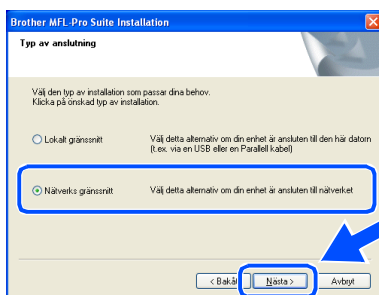 Brother MFL-Pro Suite Installation
Typ av anslutning
Välj den typ av installation som passar dina behov.
Klicka på önskad typ av installation.
Lokalt gränssnitt
Välj detta alternativ om din enhet är ansluten till den här datorn
(t.ex. via en USB eller en Parallell kabel)
Nätverks gränssnitt
Välj detta alternativ om din enhet är ansluten till nätverket
< Bakåt
Nästa >
Avbryt